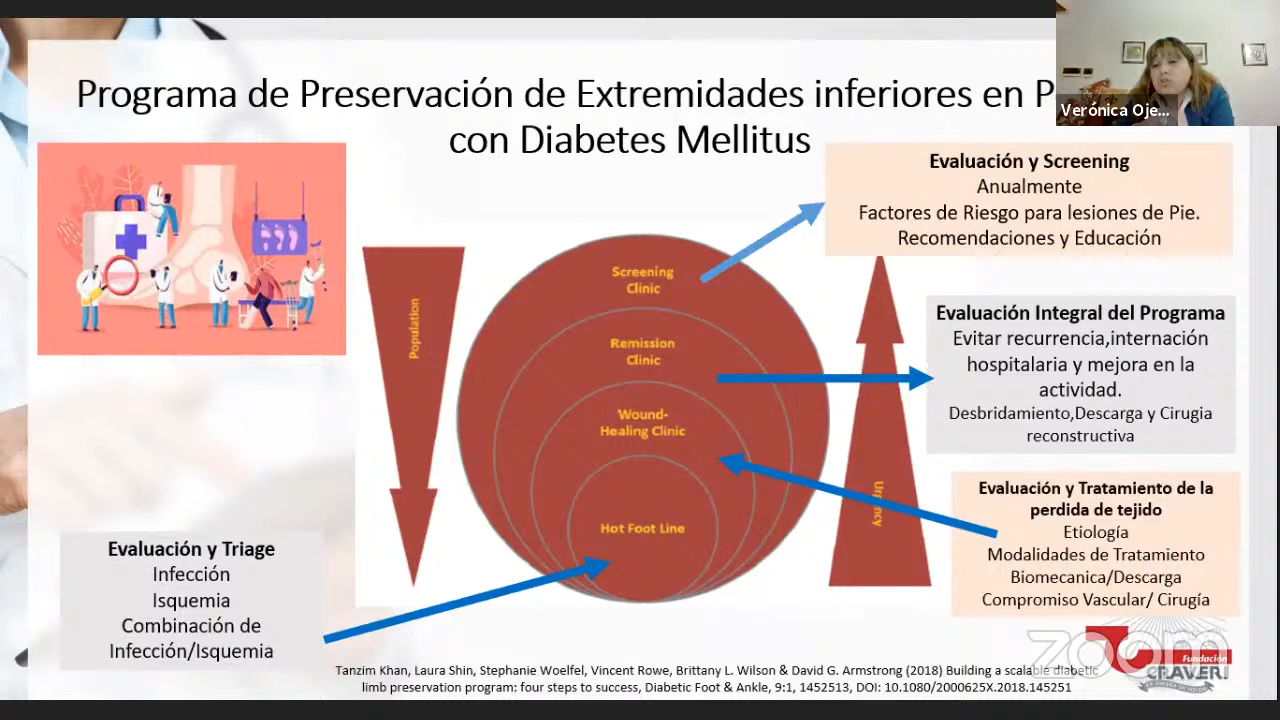 Programa de Preservación de Extremidades inferiores en P
con Diabetes Mellitus
Verónica Oje...
Evaluación y Screening
Anualmente
Factores de Riesgo para lesiones de Pie.
Recomendaciones y Educación
Population
Screening
Clinic
Remission
Clinic
Wound-
Healing Clinic
Hot Foot Line
Urgency
Evaluación Integral del Programa
Evitar recurrencia,internación
hospitalaria y mejora en la
actividad.
Desbridamiento,Descarga y Cirugia
reconstructiva
Evaluación y Tratamiento de la
perdida de tejido
Etiología
Modalidades de Tratamiento
Biomecanica/Descarga
Compromiso Vascular/ Cirugía
Evaluación y Triage
Infección
Isquemia
Combinación de
Infección/Isquemia
Tanzim Khan, Laura Shin, Stephanie Woelfel, Vincent Rowe, Brittany L. Wilson & David G. Armstrong (2018) Building a scalable diabetic
limb preservation program: four steps to success, Diabetic Foot & Ankle, 9:1, 1452513, DOI: 10.1080/2000625X.2018.145251
zoom
Fundación
CRAVERI